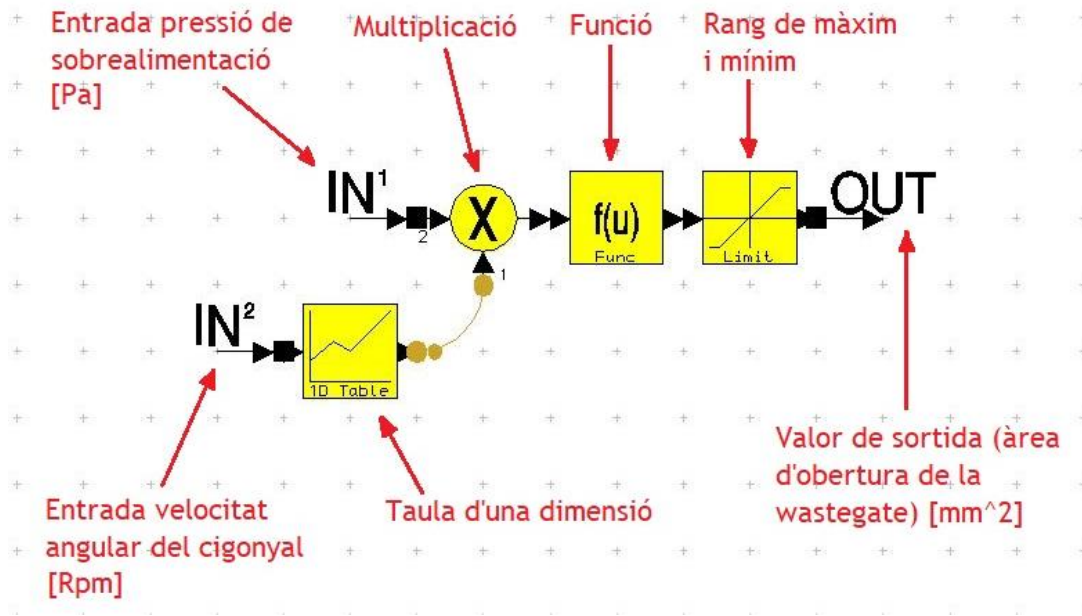 Entrada pressió de
sobrealimentació
[Pa]
Multiplicació
Funció
Rang de màxim
i mínim
IN¹
2
X
f(u)
Func
Limit
OUT
1
IN²
1D Table
Entrada velocitat
angular del cigonyal
[Rpm]
Taula d'una dimensió
Valor de sortida (àrea
d'obertura de la
wastegate) [mm^2]